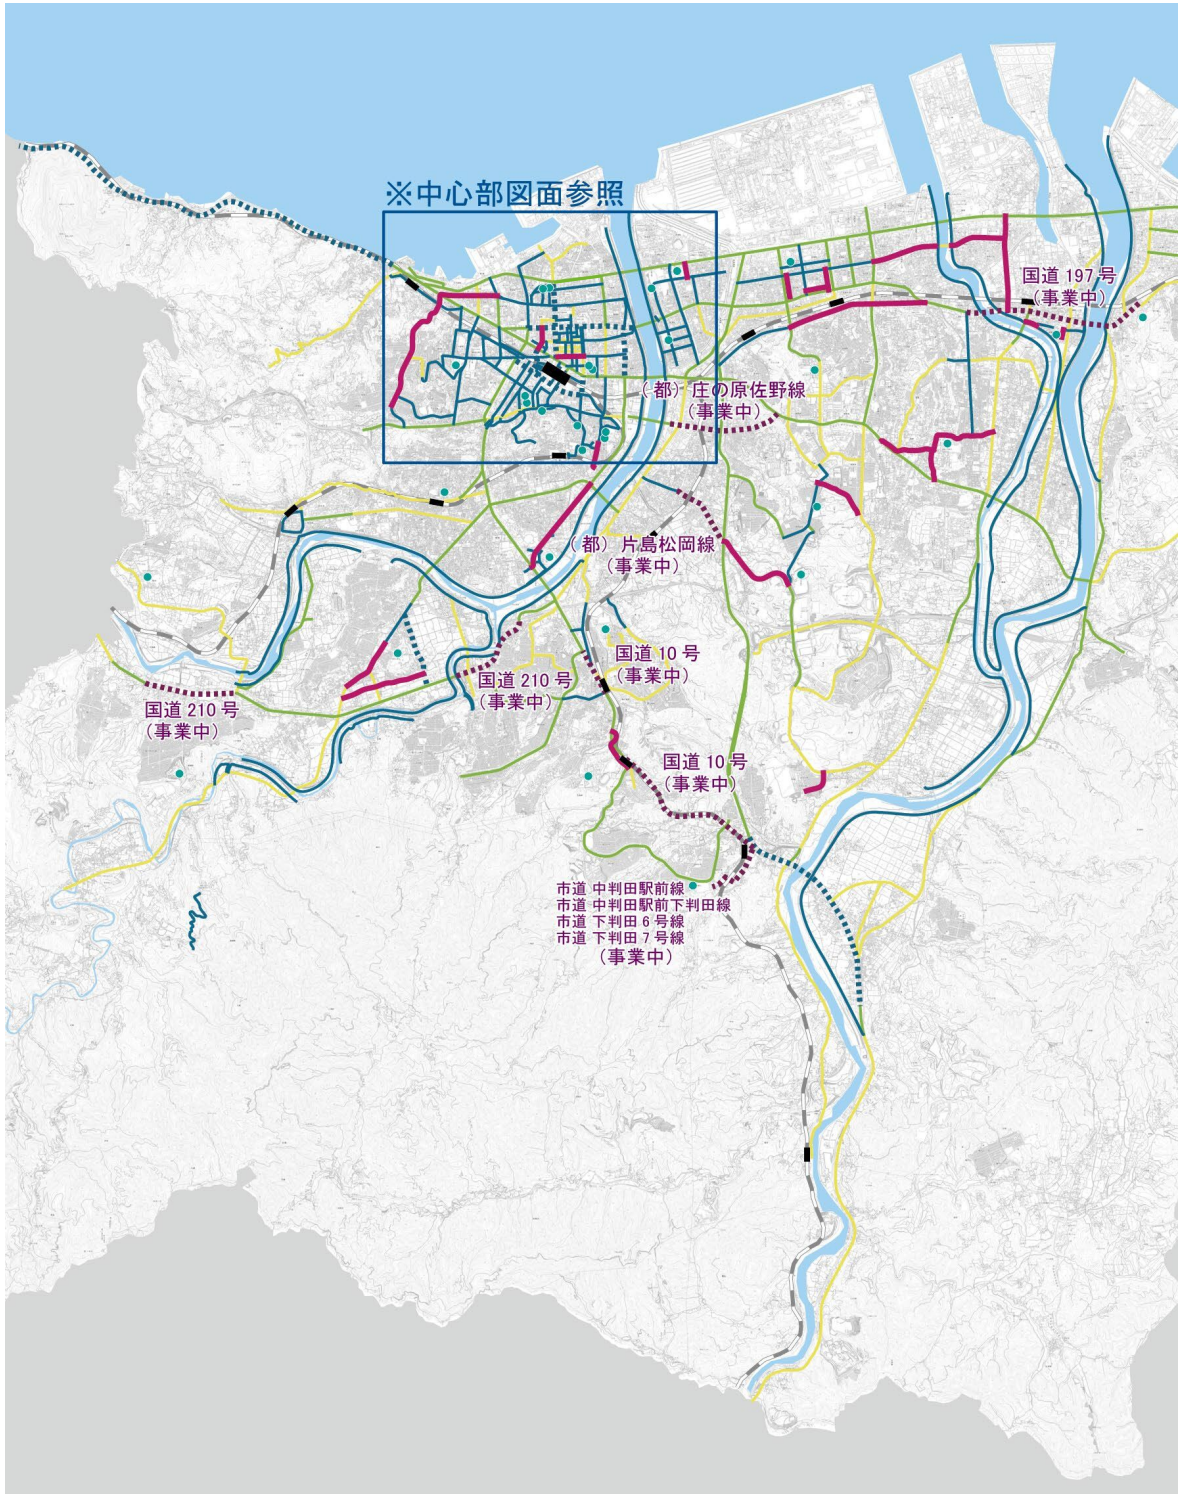 ※中心部図面参照
国道 197 号
(事業中)
(都) 庄の原佐野線
(事業中)
(都) 片島松岡線
(事業中)
国道 10 号
(事業中)
国道 210 号
(事業中)
国道 210 号
(事業中)
国道 10 号
(事業中)
市道 中判田駅前線
市道 中判田駅前下判田線
市道 下判田 6 号線
市道 下判田 7 号線
(事業中)